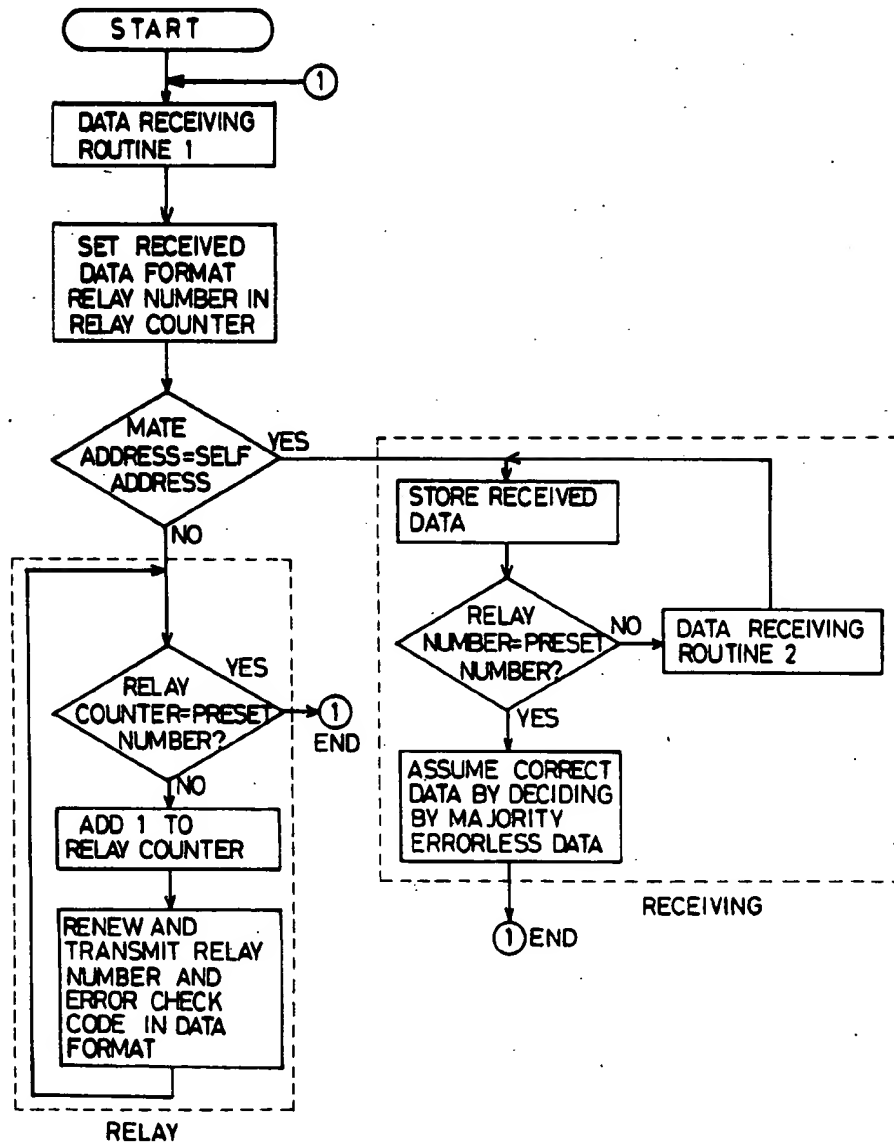 START
1
DATA RECEIVING
ROUTINE 1
SET RECEIVED
DATA FORMAT
RELAY NUMBER IN
RELAY COUNTER
MATE
ADDRESS=SELF
ADDRESS
YES
NO
STORE RECEIVED
DATA
RELAY
NUMBER=PRESET
NUMBER?
NO
DATA RECEIVING
ROUTINE 2
YES
ASSUME CORRECT
DATA BY DECIDING
BY MAJORITY
ERRORLESS DATA
RECEIVING
1 END
RELAY
COUNTER=PRESET
NUMBER?
YES
1
END
NO
ADD 1 TO
RELAY COUNTER
RENEW AND
TRANSMIT RELAY
NUMBER AND
ERROR CHECK
CODE IN DATA
FORMAT
RELAY